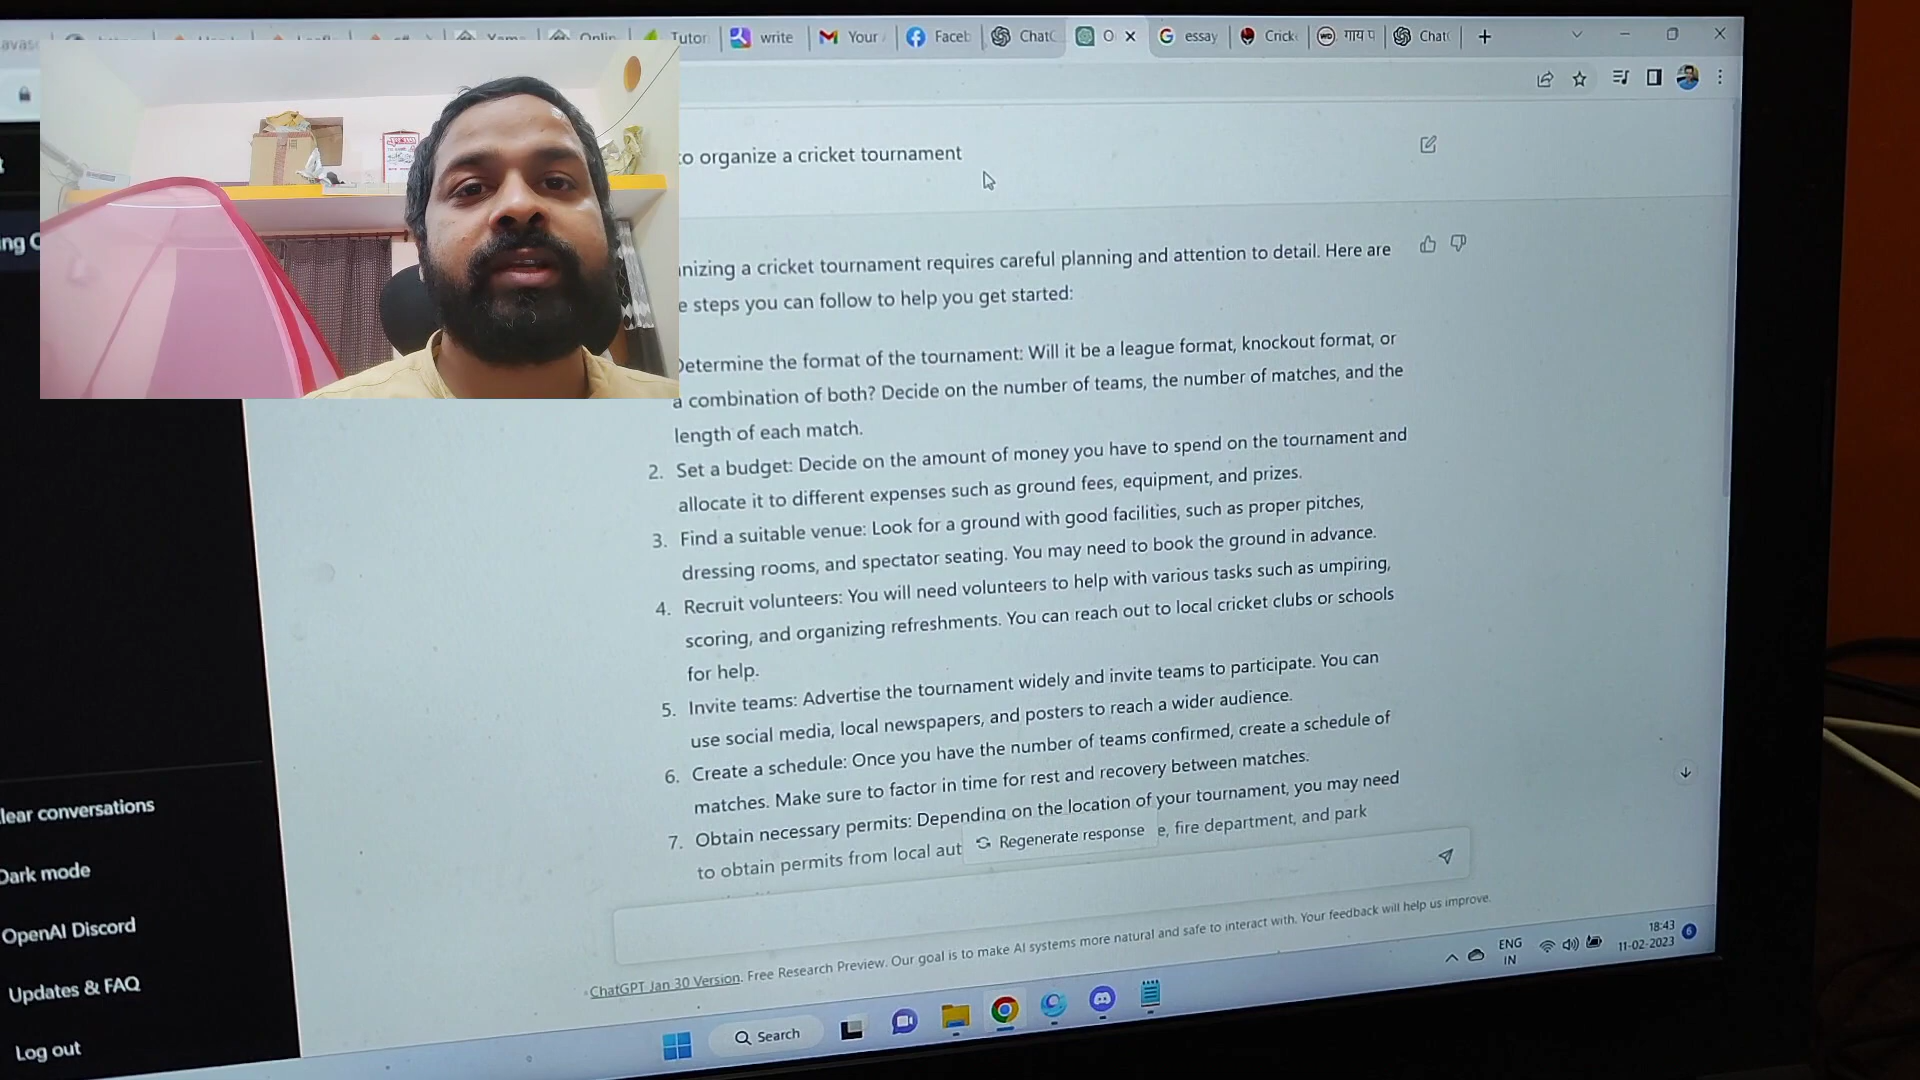 Tutor
write
Your
Faceb
ChatG
O
essay
Crick
गाय प
ChatG
to organize a cricket tournament
ing C
nizing a cricket tournament requires careful planning and attention to detail. Here are
e steps you can follow to help you get started:
Determine the format of the tournament: Will it be a league format, knockout format, or
a combination of both? Decide on the number of teams, the number of matches, and the
length of each match.
2. Set a budget: Decide on the amount of money you have to spend on the tournament and
allocate it to different expenses such as ground fees, equipment, and prizes.
3. Find a suitable venue: Look for a ground with good facilities, such as proper pitches,
dressing rooms, and spectator seating. You may need to book the ground in advance.
4. Recruit volunteers: You will need volunteers to help with various tasks such as umpiring,
scoring, and organizing refreshments. You can reach out to local cricket clubs or schools
for help.
5. Invite teams: Advertise the tournament widely and invite teams to participate. You can
use social media, local newspapers, and posters to reach a wider audience.
6. Create a schedule: Once you have the number of teams confirmed, create a schedule of
matches. Make sure to factor in time for rest and recovery between matches.
7. Obtain necessary permits: Depending on the location of your tournament, you may need
to obtain permits from local aut
e, fire department, and park
Regenerate response
lear conversations
Dark mode
OpenAI Discord
Updates & FAQ
Log out
ChatGPT Jan 30 Version. Free Research Preview. Our goal is to make AI systems more natural and safe to interact with. Your feedback will help us improve.
Search
ENG
IN
18:43
11-02-2023
6